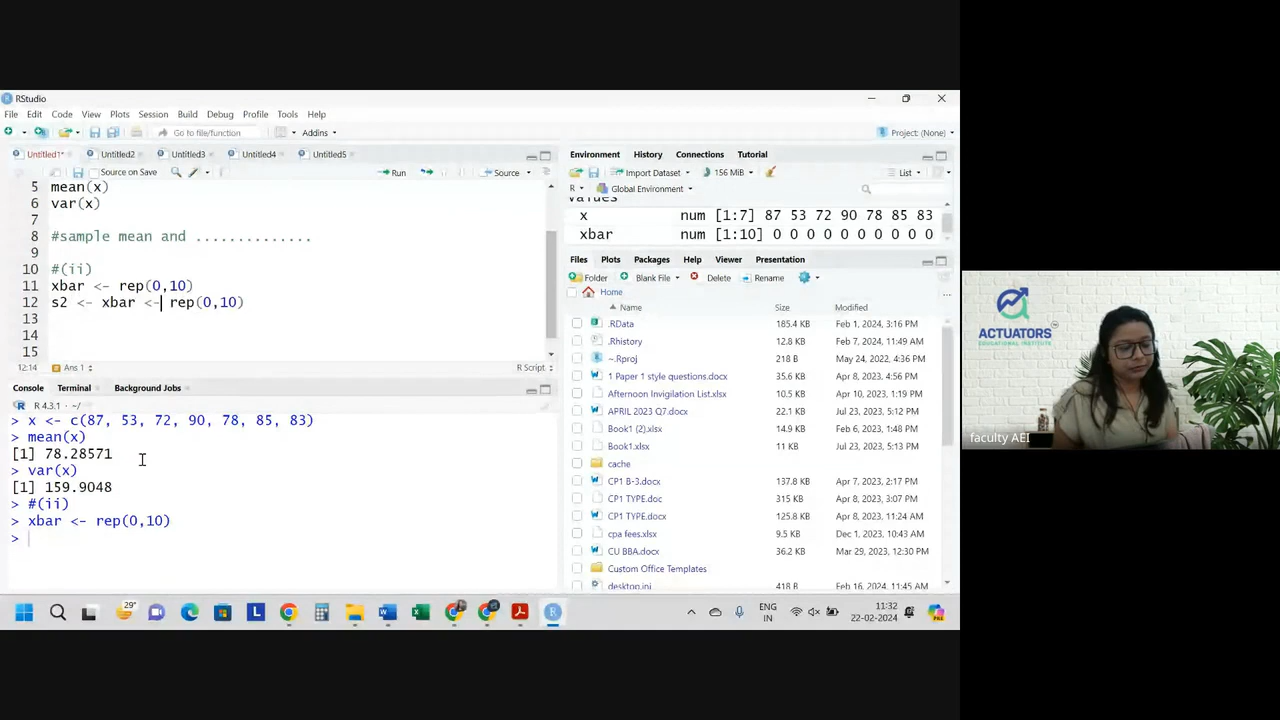 RStudio
File Edit Code View Plots Session Build Debug Profile Tools Help
Go to file/function Addins Project: (None)
Untitled1* Untitled2 Untitled3 Untitled4 Untitled5
Source on Save Run Source
5 mean(x)
6 var(x)
7
8 #sample mean and ..............
9
10 #(ii)
11 xbar <- rep(0,10)
12 s2 <- xbar <- rep(0,10)
13
14
15
12:14 Ans 1 R Script
Console Terminal Background Jobs
R 4.3.1 · ~/
> x <- c(87, 53, 72, 90, 78, 85, 83)
> mean(x)
[1] 78.28571
> var(x)
[1] 159.9048
> #(ii)
> xbar <- rep(0,10)
>
Environment History Connections Tutorial
Import Dataset 156 MiB List
R Global Environment
values
x num [1:7] 87 53 72 90 78 85 83
xbar num [1:10] 0 0 0 0 0 0 0 0 0 0
Files Plots Packages Help Viewer Presentation
Folder Blank File Delete Rename
Home
Name Size Modified
.RData 185.4 KB Feb 1, 2024, 3:16 PM
.Rhistory 12.8 KB Feb 7, 2024, 11:49 AM
~.Rproj 218 B May 24, 2022, 4:36 PM
1 Paper 1 style questions.docx 35.6 KB Apr 8, 2023, 4:56 PM
Afternoon Invigilation List.xlsx 10.5 KB Apr 10, 2023, 1:19 PM
APRIL 2023 Q7.docx 22.1 KB Jul 23, 2023, 5:12 PM
Book1 (2).xlsx 14.9 KB Feb 6, 2023, 1:48 PM
Book1.xlsx 11 KB Jul 23, 2023, 5:13 PM
cache
CP1 B-3.docx 137.8 KB Apr 7, 2023, 2:17 PM
CP1 TYPE.doc 315 KB Apr 8, 2023, 3:07 PM
CP1 TYPE.docx 125.8 KB Apr 8, 2023, 11:24 AM
cpa fees.xlsx 9.5 KB Dec 1, 2023, 10:43 AM
CU BBA.docx 36.2 KB Mar 29, 2023, 12:30 PM
Custom Office Templates
desktop.ini 418 B Feb 16, 2024, 11:45 AM
29°
ENG
IN
11:32
22-02-2024
ACTUATORS
EDUCATIONAL INSTITUTE
faculty AEI